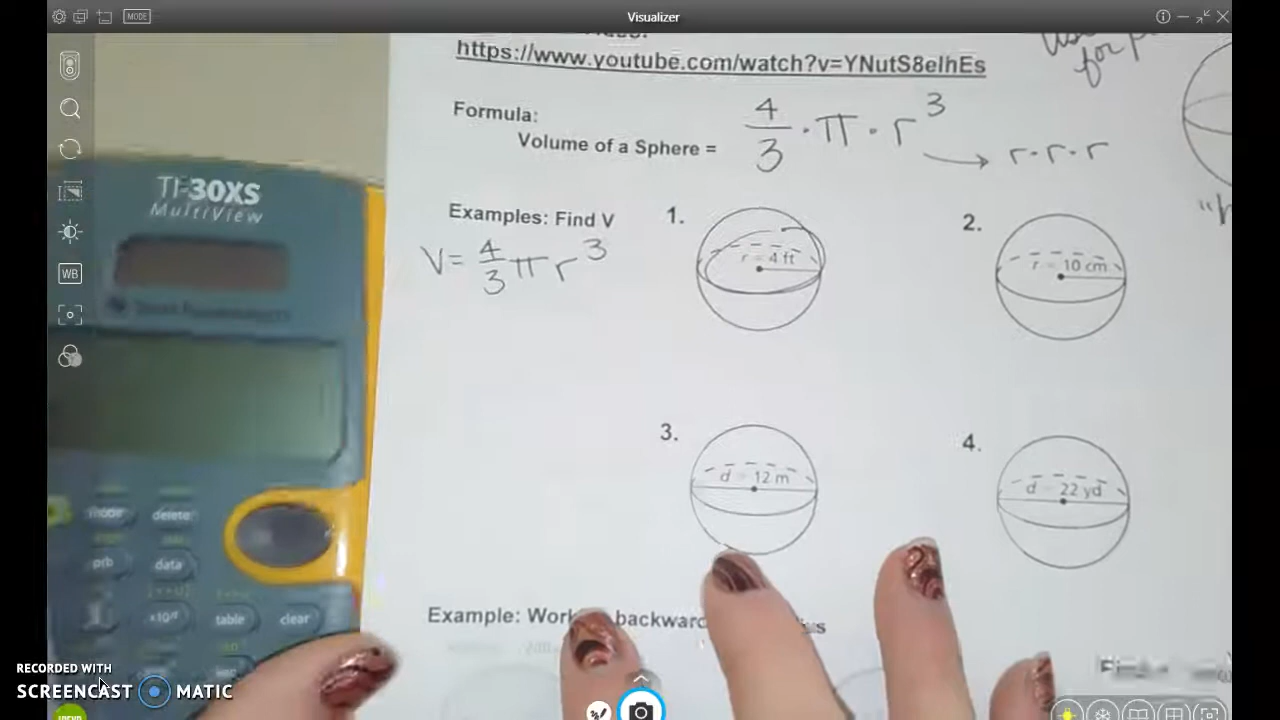 MODE
Visualizer
https://www.youtube.com/watch?v=YNutS8elhEs
for
Formula:
Volume of a Sphere = 4/3 · π · r³
r · r · r
TI-30XS
MultiView
WB
Examples: Find V
V = 4/3 π r³
1.
r = 4 ft
2.
r = 10 cm
3.
d = 12 m
4.
d = 22 yd
mode
delete
prb
data
table
clear
Example:
backward
RECORDED WITH
SCREENCAST MATIC